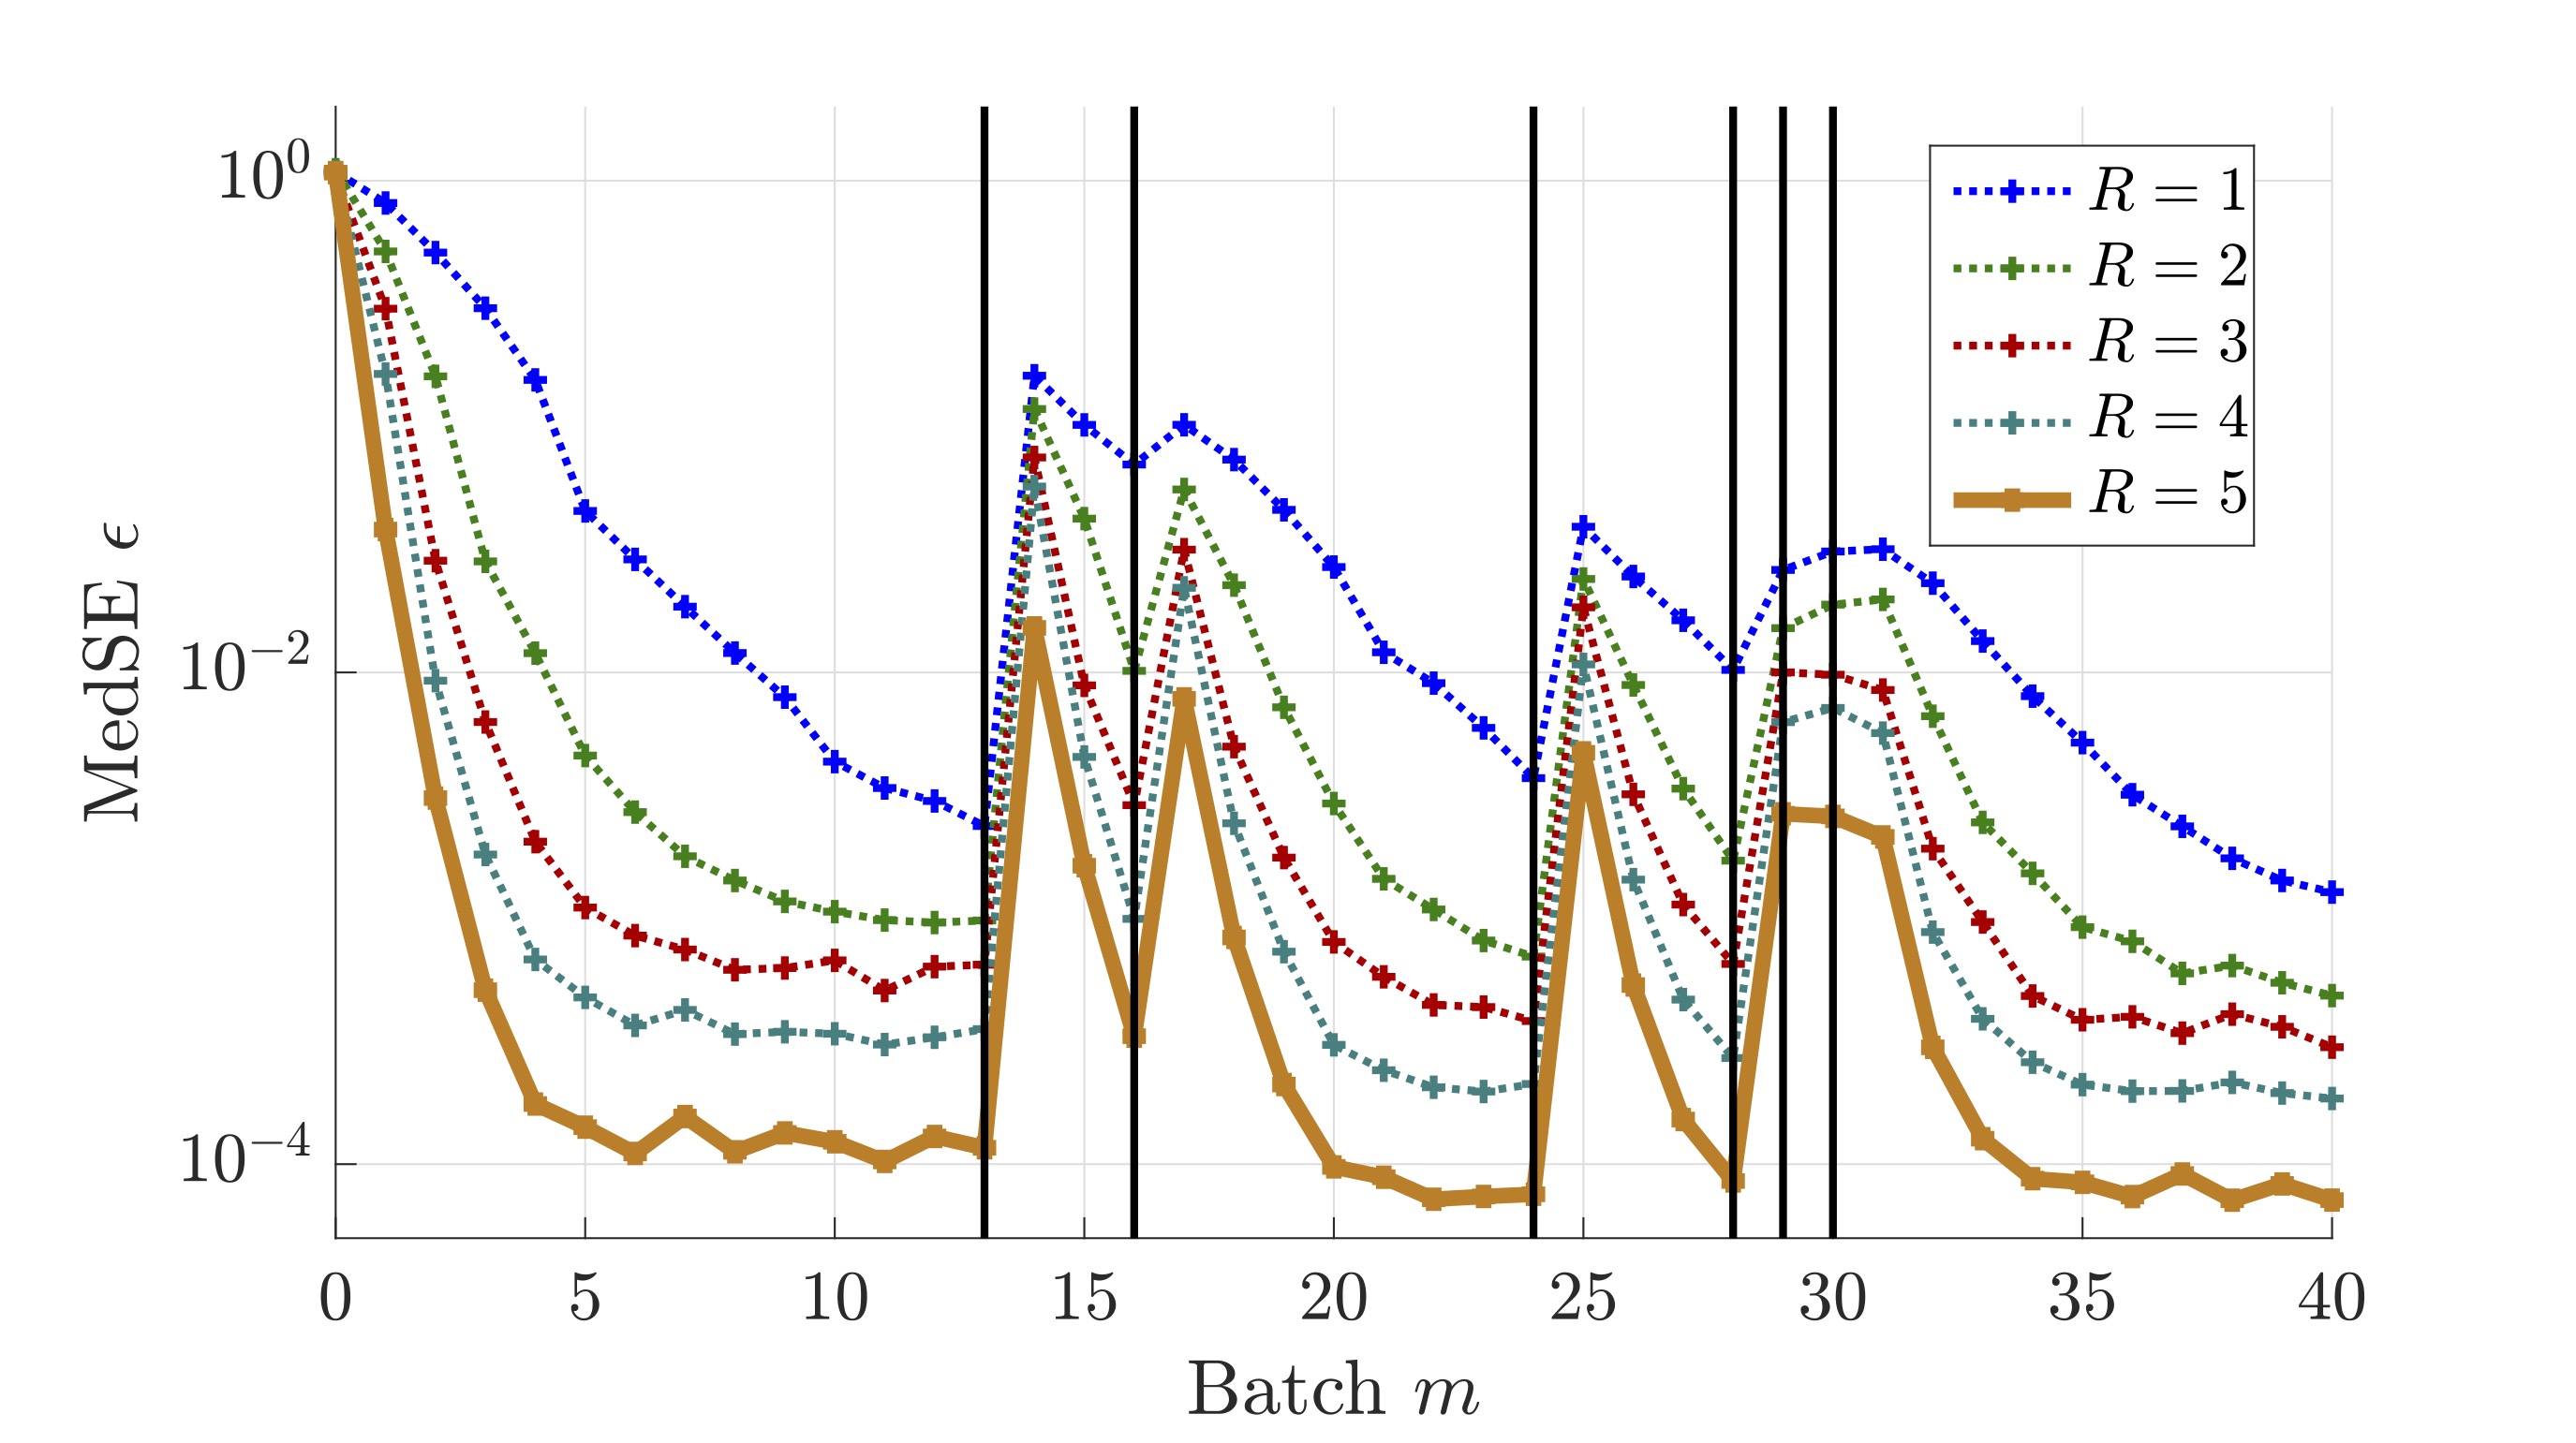 10^0
10^{-2}
10^{-4}
MedSE ϵ
0 5 10 15 20 25 30 35 40
Batch m
R = 1
R = 2
R = 3
R = 4
R = 5